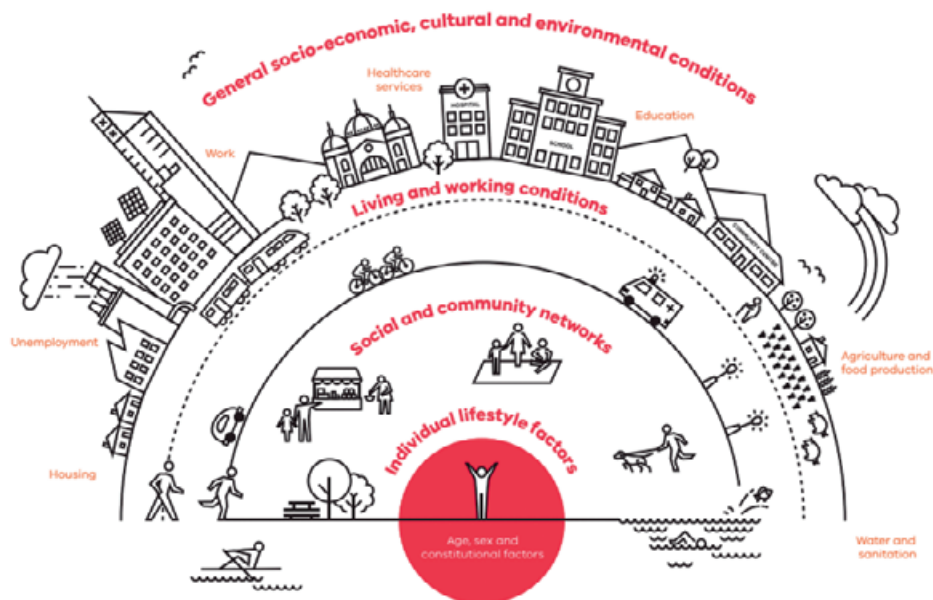 General socio-economic, cultural and environmental conditions
Healthcare
services
HOSPITAL
Education
SCHOOL
Work
Living and working conditions
COMMUNITY CENTRE
Unemployment
Social and community networks
Agriculture and
food production
Individual lifestyle factors
Housing
Age, sex and
constitutional factors
Water and
sanitation